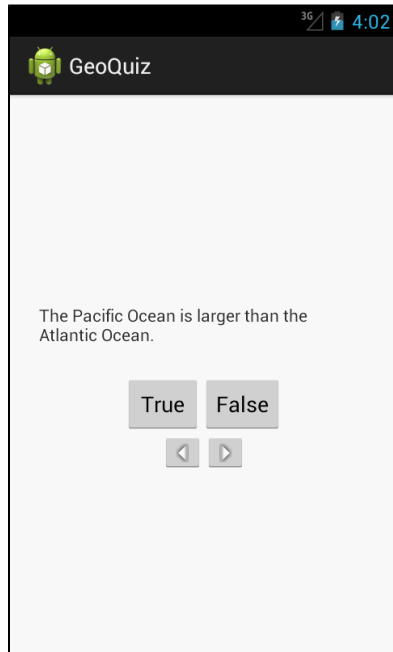 3G 4:02
GeoQuiz
The Pacific Ocean is larger than the
Atlantic Ocean.
True False